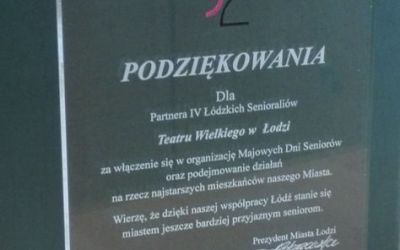 PODZIĘKOWANIA
Dla
Partnera IV Łódzkich Senioraliów
Teatru Wielkiego w Łodzi
za włączenie się w organizację Majowych Dni Seniorów
oraz podejmowanie działań
na rzecz najstarszych mieszkańców naszego Miasta.
Wierzę, że dzięki naszej współpracy Łódź stanie się
miastem jeszcze bardziej przyjaznym seniorom.
Prezydent Miasta Łodzi